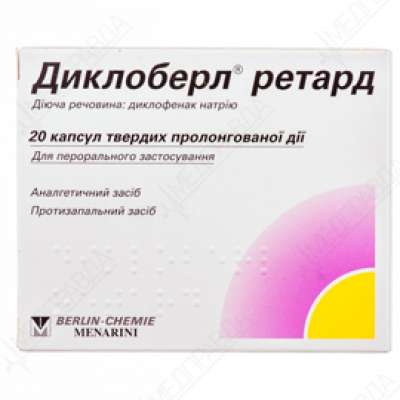 Диклоберл® ретард
Діюча речовина: диклофенак натрію
20 капсул твердих пролонгованої дії
Для перорального застосування
Аналгетичний засіб
Протизапальний засіб
BERLIN-CHEMIE
MENARINI